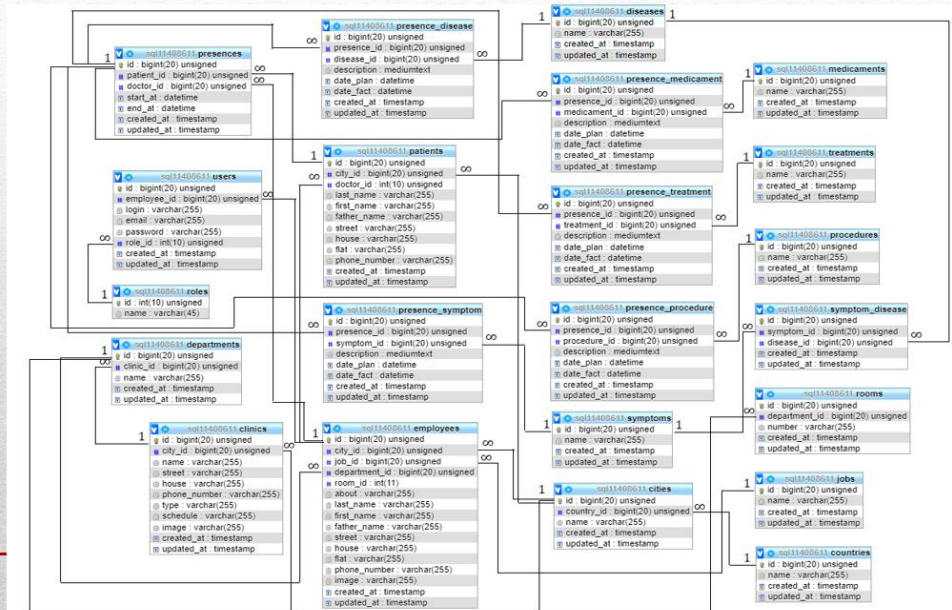 sql11408611.presences
id : bigint(20) unsigned
patient_id : bigint(20) unsigned
doctor_id : bigint(20) unsigned
start_at : datetime
end_at : datetime
created_at : timestamp
updated_at : timestamp
sql11408611.presence_disease
id : bigint(20) unsigned
presence_id : bigint(20) unsigned
disease_id : bigint(20) unsigned
description : mediumtext
date_plan : datetime
date_fact : datetime
created_at : timestamp
updated_at : timestamp
sql11408611.diseases
id : bigint(20) unsigned
name : varchar(255)
created_at : timestamp
updated_at : timestamp
sql11408611.presence_medicament
id : bigint(20) unsigned
presence_id : bigint(20) unsigned
medicament_id : bigint(20) unsigned
description : mediumtext
date_plan : datetime
date_fact : datetime
created_at : timestamp
updated_at : timestamp
sql11408611.medicaments
id : bigint(20) unsigned
name : varchar(255)
created_at : timestamp
updated_at : timestamp
sql11408611.users
id : bigint(20) unsigned
employee_id : bigint(20) unsigned
login : varchar(255)
email : varchar(255)
password : varchar(255)
role_id : int(10) unsigned
created_at : timestamp
updated_at : timestamp
sql11408611.patients
id : bigint(20) unsigned
city_id : bigint(20) unsigned
doctor_id : int(10) unsigned
last_name : varchar(255)
first_name : varchar(255)
father_name : varchar(255)
street : varchar(255)
house : varchar(255)
flat : varchar(255)
phone_number : varchar(255)
created_at : timestamp
updated_at : timestamp
sql11408611.presence_treatment
id : bigint(20) unsigned
presence_id : bigint(20) unsigned
treatment_id : bigint(20) unsigned
description : mediumtext
date_plan : datetime
date_fact : datetime
created_at : timestamp
updated_at : timestamp
sql11408611.treatments
id : bigint(20) unsigned
name : varchar(255)
created_at : timestamp
updated_at : timestamp
sql11408611.procedures
id : bigint(20) unsigned
name : varchar(255)
created_at : timestamp
updated_at : timestamp
sql11408611.roles
id : int(10) unsigned
name : varchar(45)
sql11408611.departments
id : bigint(20) unsigned
clinic_id : bigint(20) unsigned
name : varchar(255)
created_at : timestamp
updated_at : timestamp
sql11408611.presence_symptom
id : bigint(20) unsigned
presence_id : bigint(20) unsigned
symptom_id : bigint(20) unsigned
description : mediumtext
date_plan : datetime
date_fact : datetime
created_at : timestamp
updated_at : timestamp
sql11408611.presence_procedure
id : bigint(20) unsigned
presence_id : bigint(20) unsigned
procedure_id : bigint(20) unsigned
description : mediumtext
date_plan : datetime
date_fact : datetime
created_at : timestamp
updated_at : timestamp
sql11408611.symptom_disease
id : bigint(20) unsigned
symptom_id : bigint(20) unsigned
disease_id : bigint(20) unsigned
created_at : timestamp
updated_at : timestamp
sql11408611.clinics
id : bigint(20) unsigned
city_id : bigint(20) unsigned
name : varchar(255)
street : varchar(255)
house : varchar(255)
phone_number : varchar(255)
type : varchar(255)
schedule : varchar(255)
image : varchar(255)
created_at : timestamp
updated_at : timestamp
sql11408611.employees
id : bigint(20) unsigned
city_id : bigint(20) unsigned
job_id : bigint(20) unsigned
department_id : bigint(20) unsigned
room_id : int(11)
about : varchar(255)
last_name : varchar(255)
first_name : varchar(255)
father_name : varchar(255)
street : varchar(255)
house : varchar(255)
flat : varchar(255)
phone_number : varchar(255)
image : varchar(255)
created_at : timestamp
updated_at : timestamp
sql11408611.symptoms
id : bigint(20) unsigned
name : varchar(255)
created_at : timestamp
updated_at : timestamp
sql11408611.rooms
id : bigint(20) unsigned
department_id : bigint(20) unsigned
number : varchar(255)
created_at : timestamp
updated_at : timestamp
sql11408611.cities
id : bigint(20) unsigned
country_id : bigint(20) unsigned
name : varchar(255)
created_at : timestamp
updated_at : timestamp
sql11408611.jobs
id : bigint(20) unsigned
name : varchar(255)
created_at : timestamp
updated_at : timestamp
sql11408611.countries
id : bigint(20) unsigned
name : varchar(255)
created_at : timestamp
updated_at : timestamp